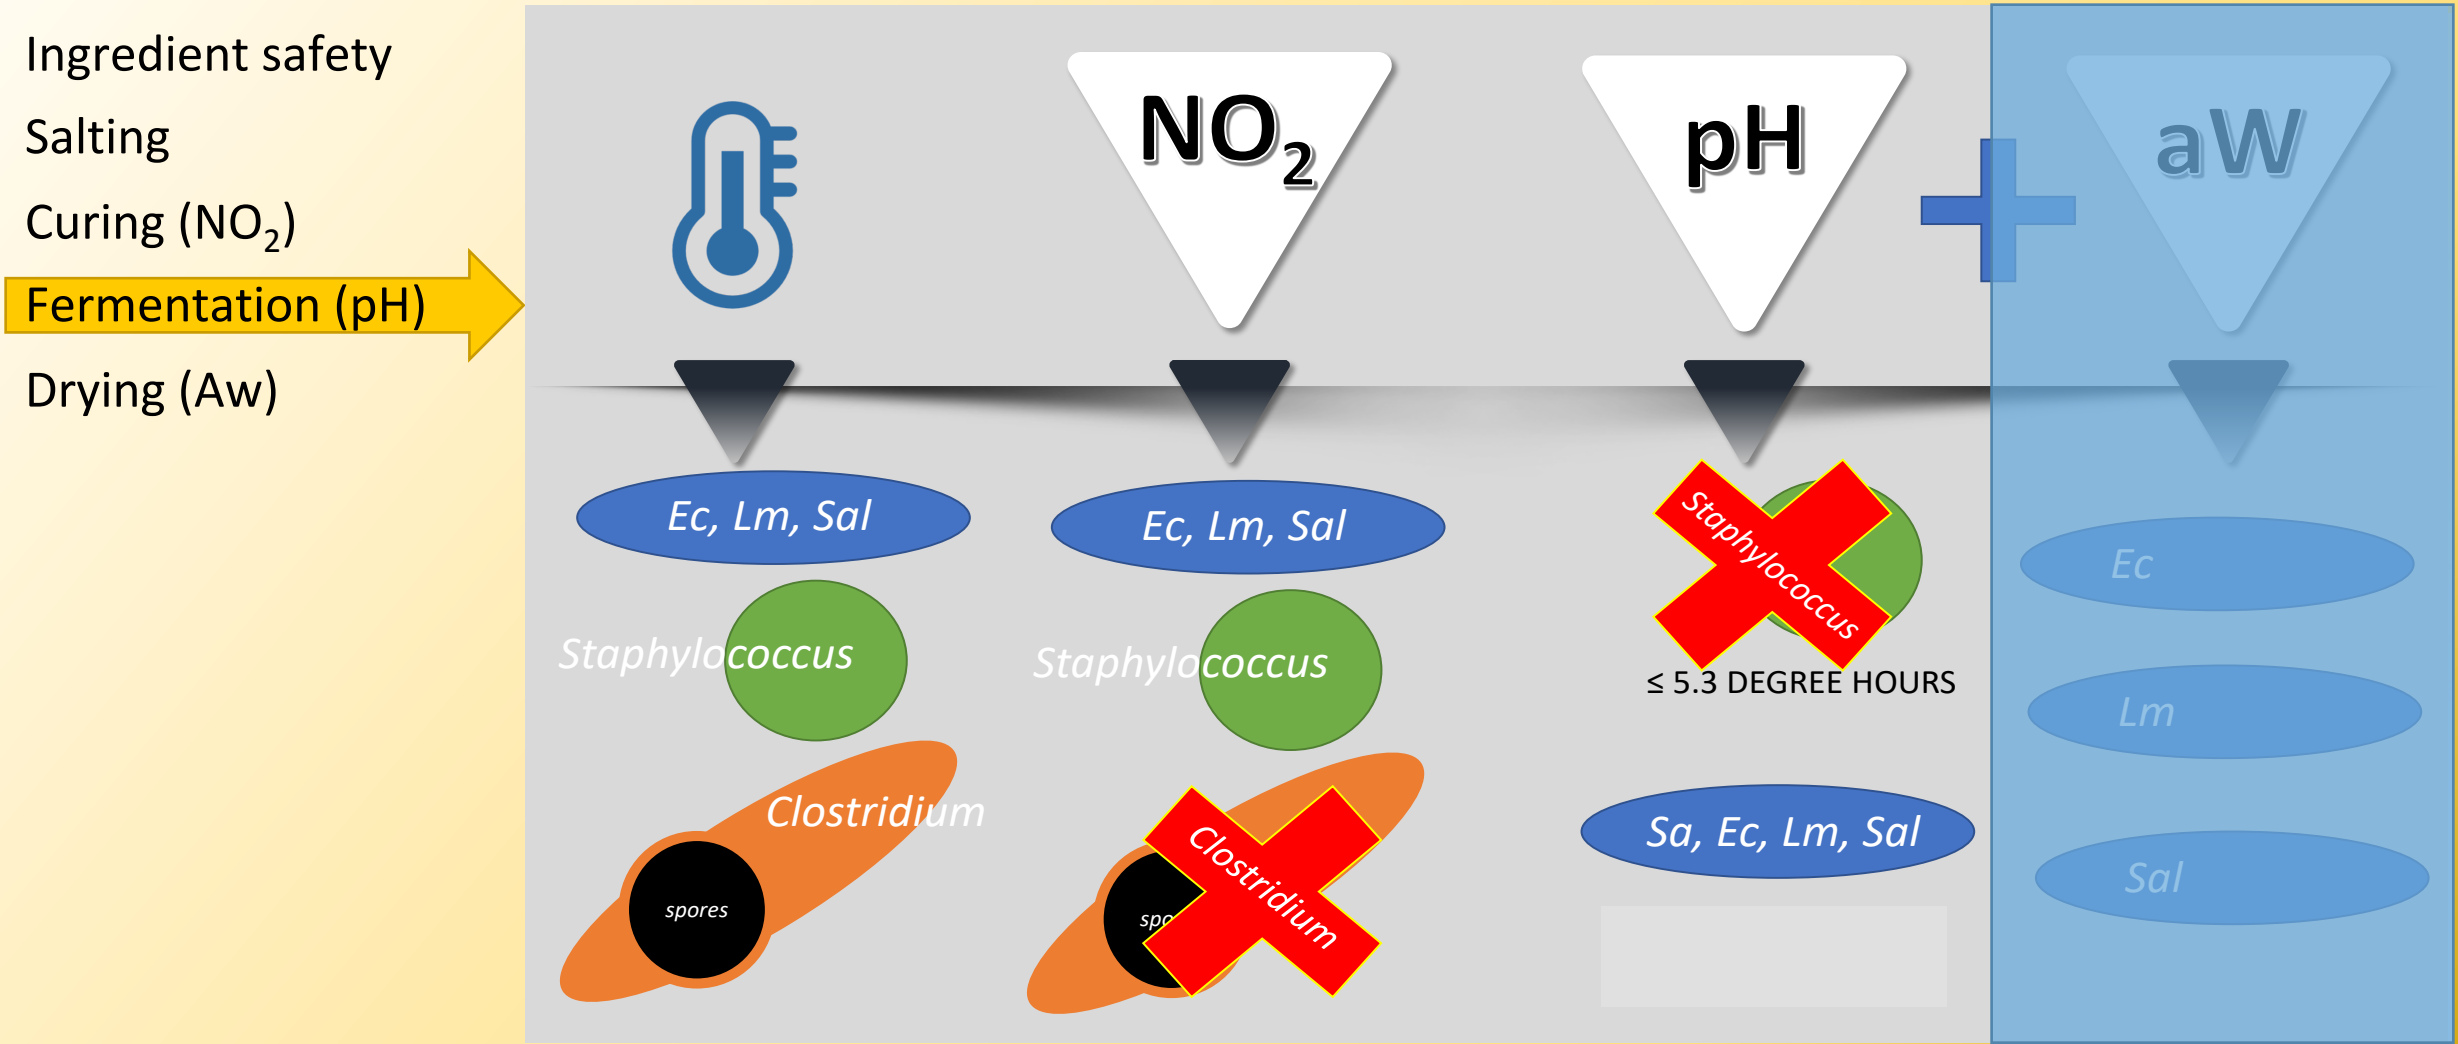 Ingredient safety
Salting
Curing (NO₂)
Fermentation (pH)
Drying (Aw)
NO₂
pH
aW
Ec, Lm, Sal
Staphylococcus
Clostridium
spores
Ec, Lm, Sal
Staphylococcus
Clostridium
spo
Staphylococcus
≤ 5.3 DEGREE HOURS
Sa, Ec, Lm, Sal
Ec
Lm
Sal